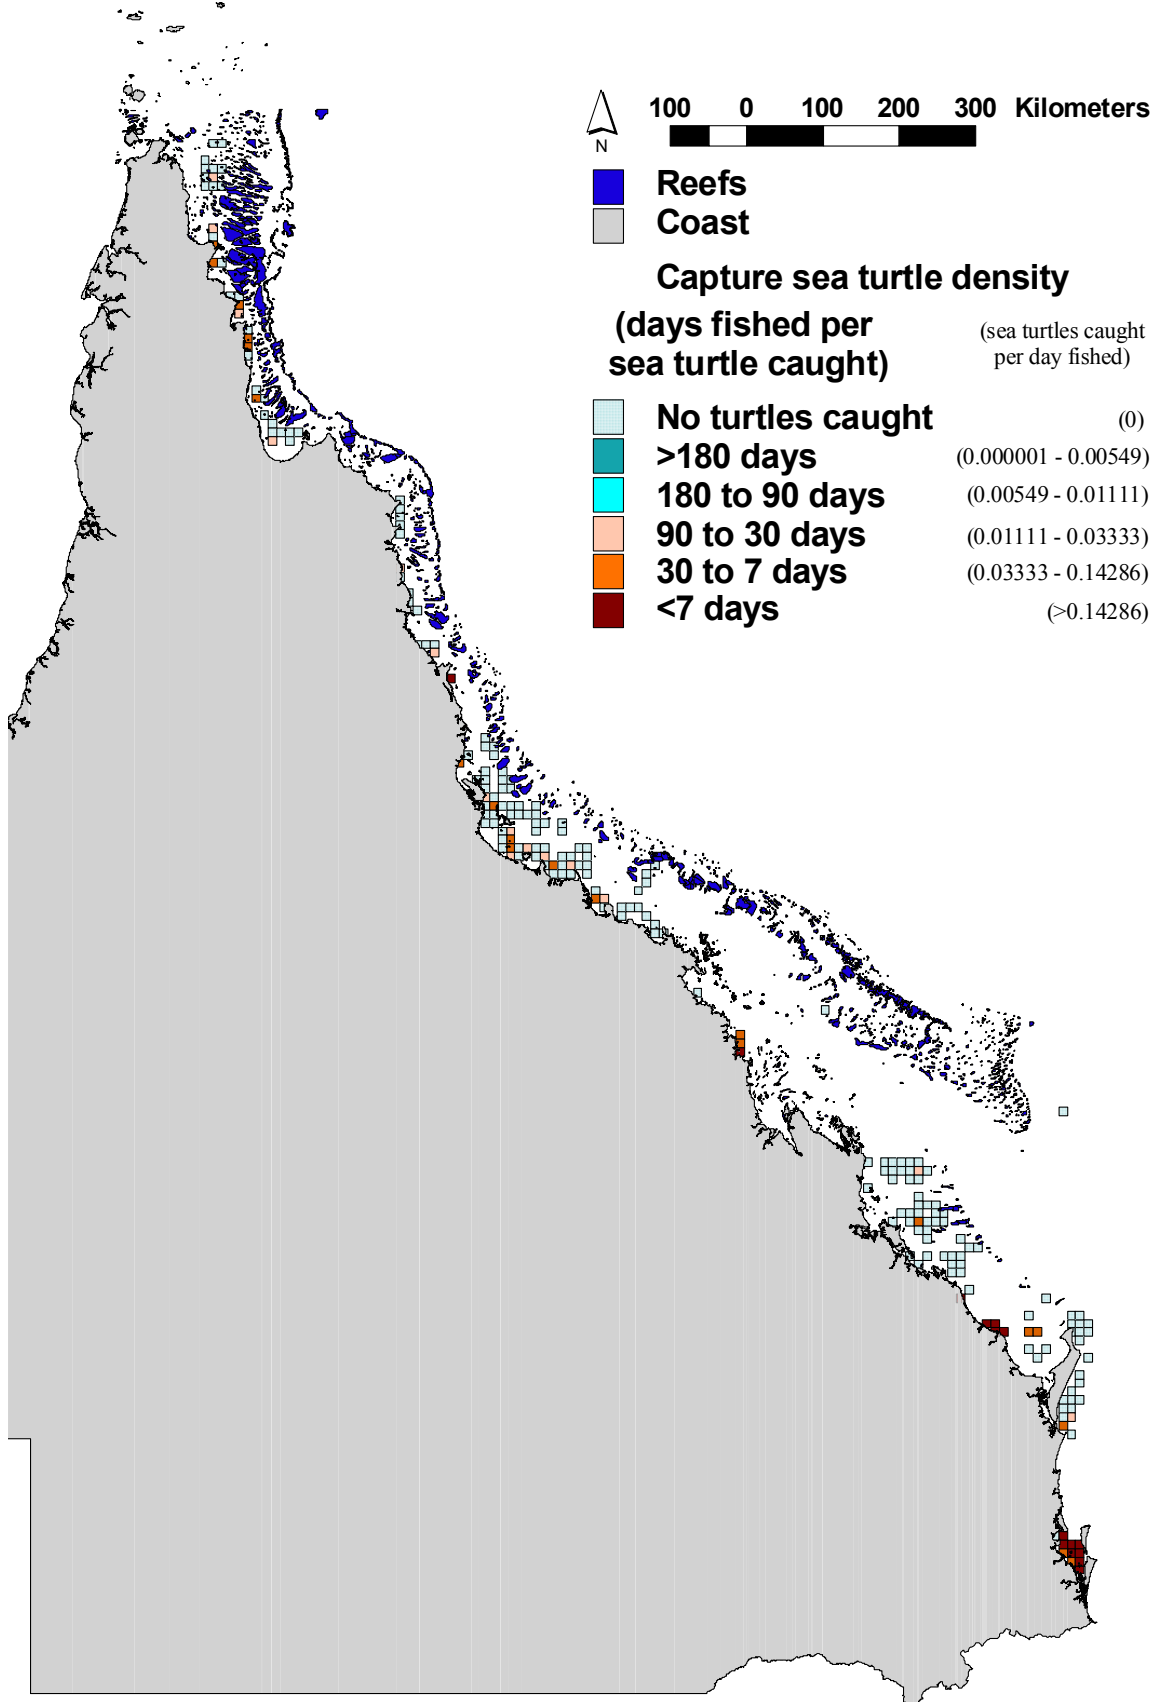 100 0 100 200 300 Kilometers
N
Reefs
Coast
Capture sea turtle density
(days fished per
sea turtle caught)
(sea turtles caught
per day fished)
No turtles caught (0)
>180 days (0.000001 - 0.00549)
180 to 90 days (0.00549 - 0.01111)
90 to 30 days (0.01111 - 0.03333)
30 to 7 days (0.03333 - 0.14286)
<7 days (>0.14286)